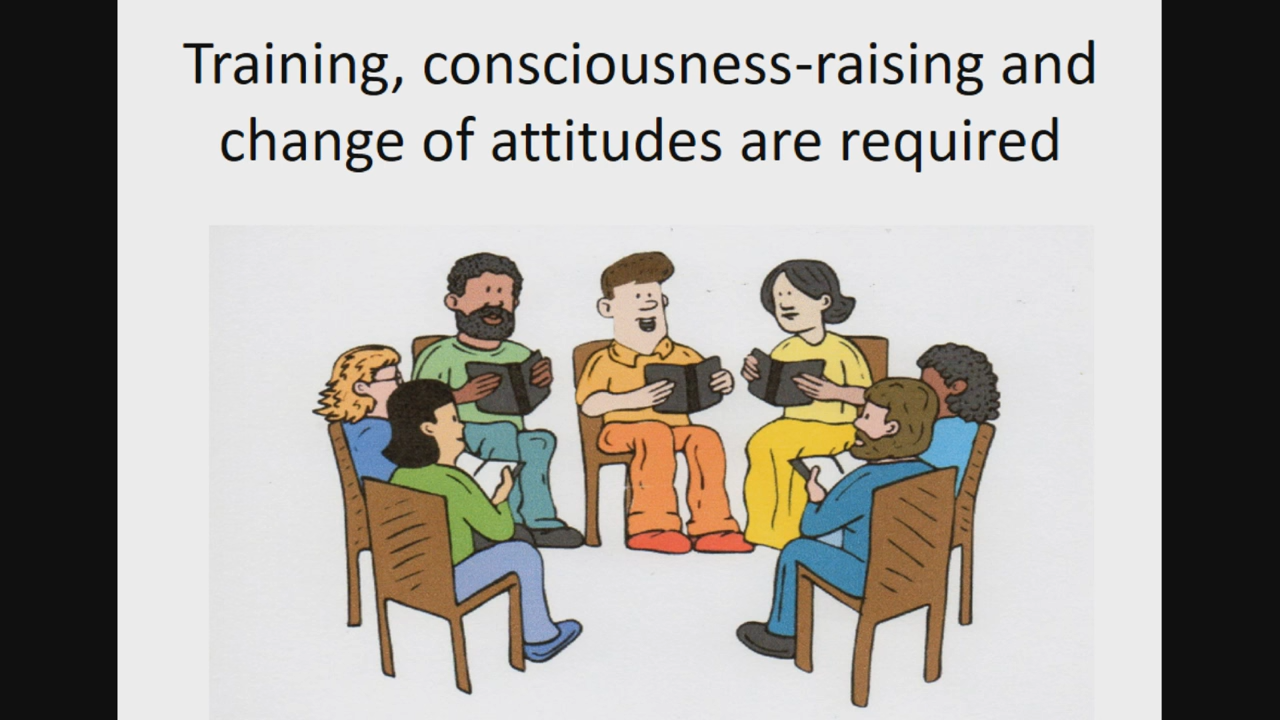 Training, consciousness-raising and
change of attitudes are required